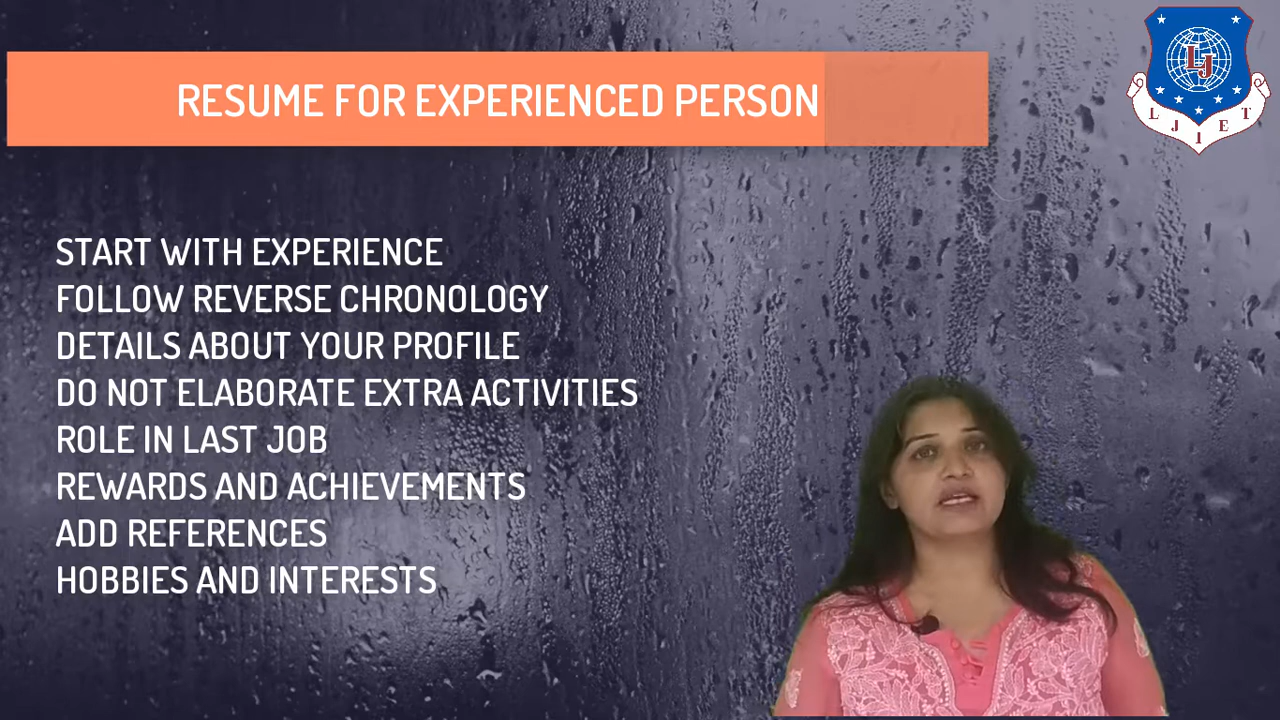 RESUME FOR EXPERIENCED PERSON
LJ
L J I E T
START WITH EXPERIENCE
FOLLOW REVERSE CHRONOLOGY
DETAILS ABOUT YOUR PROFILE
DO NOT ELABORATE EXTRA ACTIVITIES
ROLE IN LAST JOB
REWARDS AND ACHIEVEMENTS
ADD REFERENCES
HOBBIES AND INTERESTS